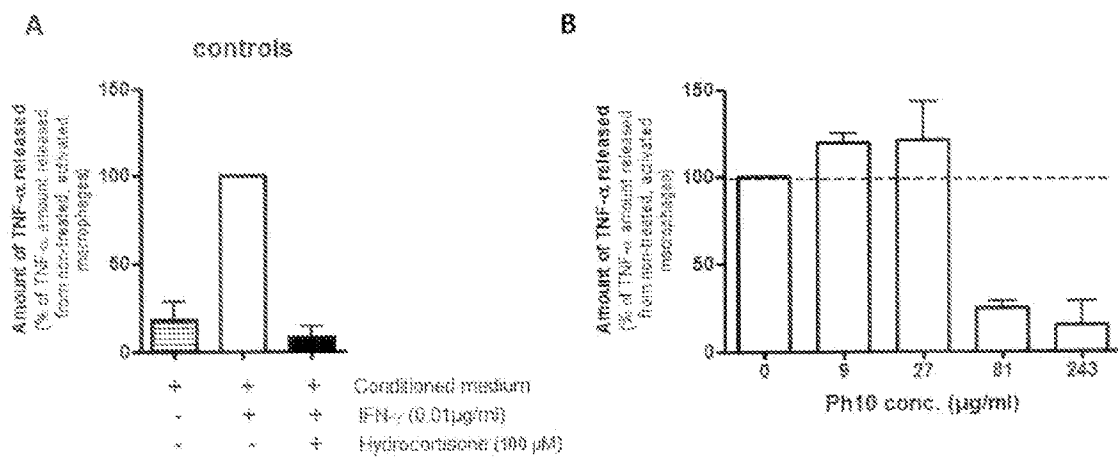 A
controls
Amount of TNF-α released
(% of TNF-α amount released
from non-treated, activated
macrophages)
150
100
50
0
+ + + Conditioned medium
- + + IFN-γ (0.01µg/ml)
- - + Hydrocortisone (100 µM)
B
Amount of TNF-α released
(% of TNF-α amount released
from non-treated, activated
macrophages)
150
100
50
0
0 9 27 81 243
Ph10 conc. (µg/ml)